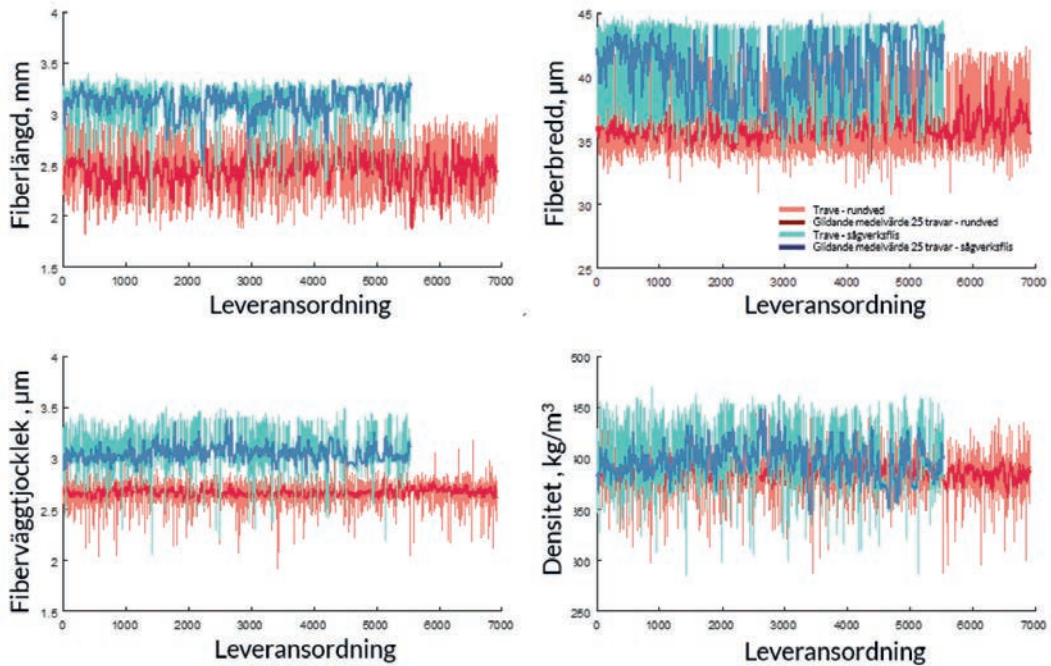 4
3.5
3
2.5
2
1.5
Fiberlängd, mm
0 1000 2000 3000 4000 5000 6000 7000
Leveransordning
45
40
35
30
25
Fiberbredd, µm
Trave - rundved
Glidande medelvärde 25 travar - rundved
Trave - sågverksflis
Glidande medelvärde 25 travar - sågverksflis
0 1000 2000 3000 4000 5000 6000 7000
Leveransordning
4
3.5
3
2.5
2
1.5
Fiberväggtjocklek , µm
0 1000 2000 3000 4000 5000 6000 7000
Leveransordning
500
450
400
350
300
250
Densitet , kg/m³
0 1000 2000 3000 4000 5000 6000 7000
Leveransordning